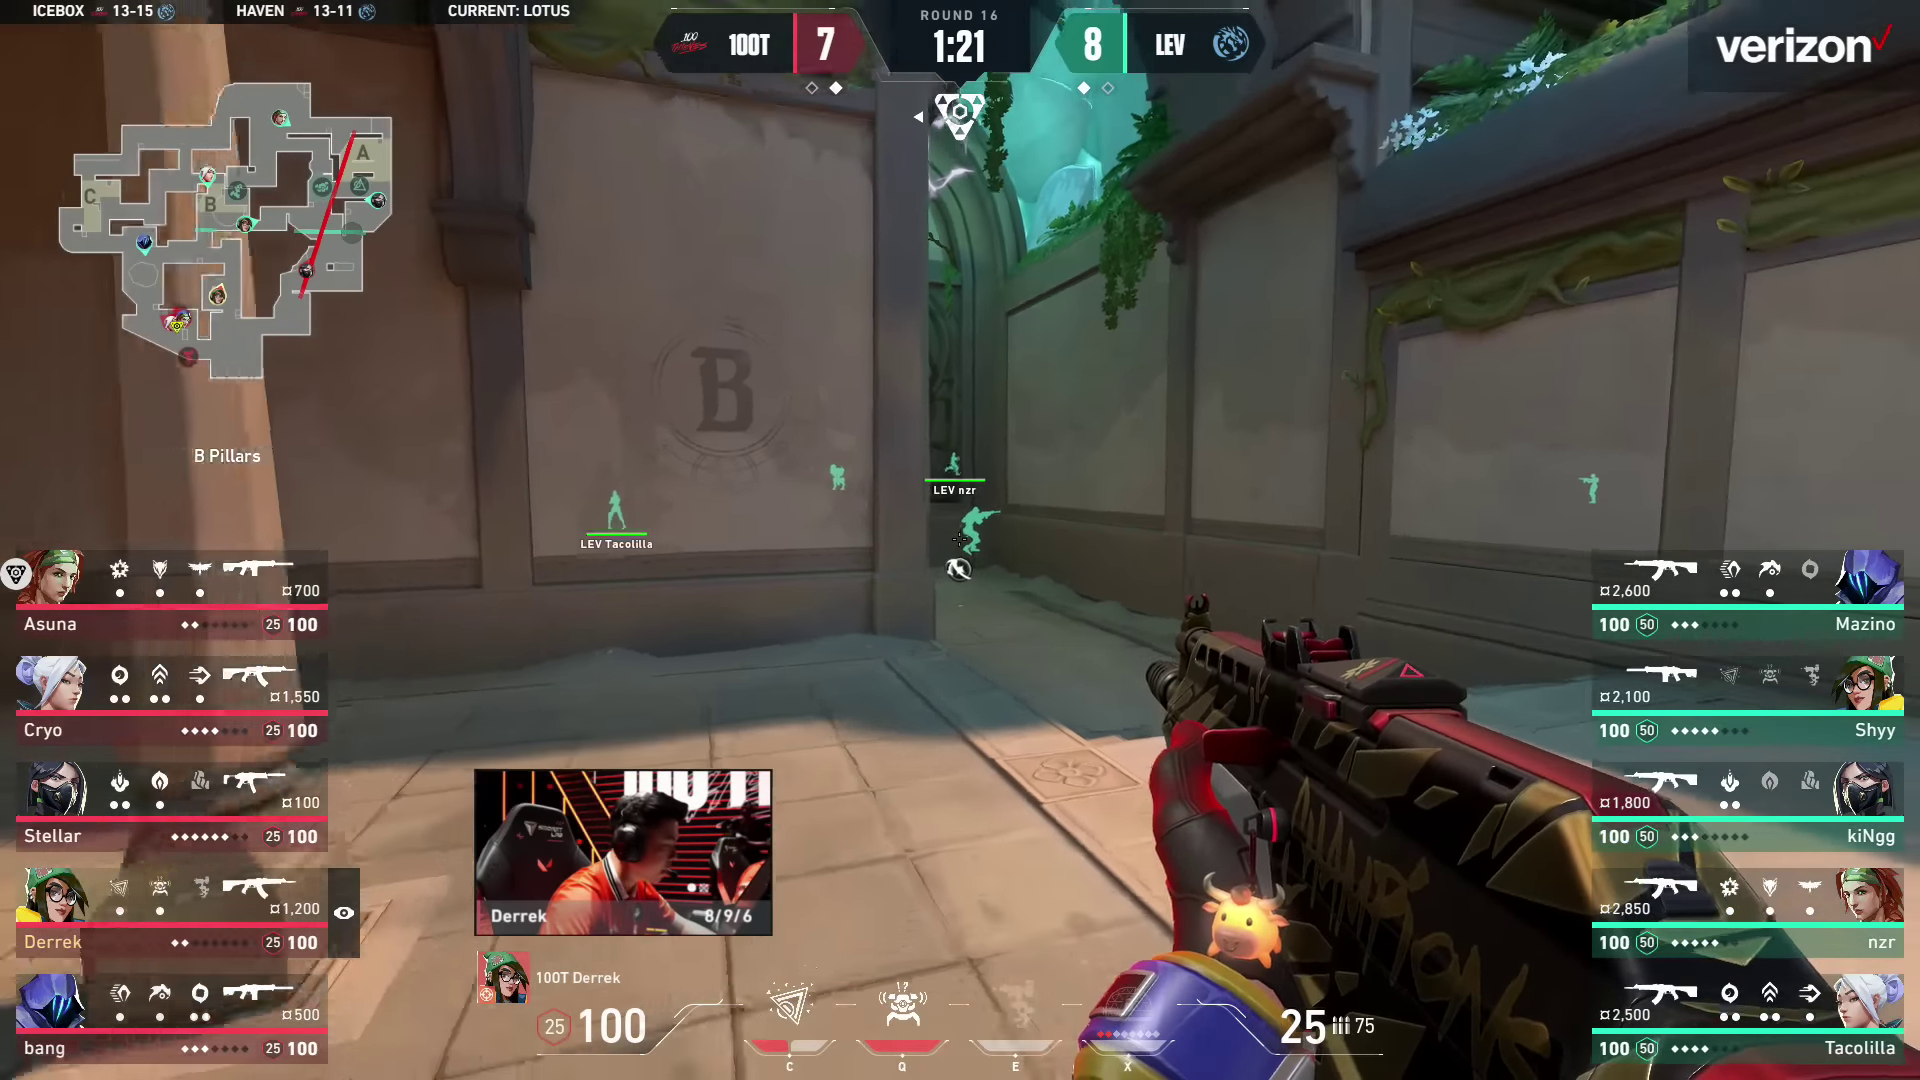 ICEBOX 13-15 HAVEN 13-11 CURRENT: LOTUS
100T 7 ROUND 16 1:21 8 LEV
verizon
A
C
B
B
B Pillars
LEV nzr
LEV Tacolilla
700
Asuna 25 100
1,550
Cryo 25 100
100
Stellar 25 100
1,200
Derrek 25 100
500
bang 25 100
2,600
100 50 Mazino
2,100
100 50 Shyy
1,800
100 50 kiNgg
2,850
100 50 nzr
2,500
100 50 Tacolilla
Derrek 8/9/6
100T Derrek
25 100
C Q E X
25 75